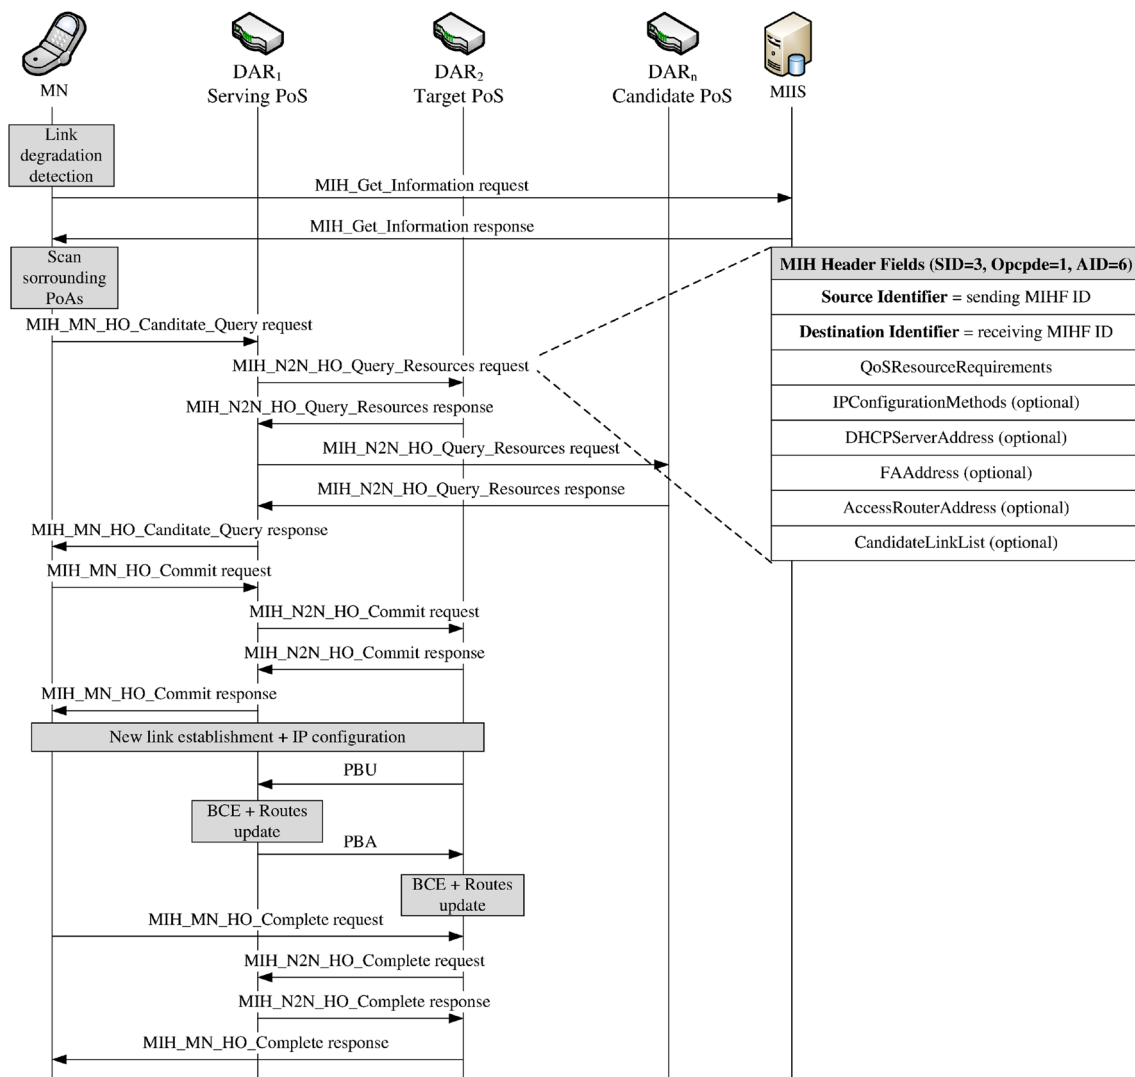 MN
DAR1
Serving PoS
DAR2
Target PoS
DARn
Candidate PoS
MIIS
Link
degradation
detection
MIH_Get_Information request
MIH_Get_Information response
Scan
sorrounding
PoAs
MIH Header Fields (SID=3, Opcpde=1, AID=6)
Source Identifier = sending MIHF ID
Destination Identifier = receiving MIHF ID
QoSResourceRequirements
IPConfigurationMethods (optional)
DHCPServerAddress (optional)
FAAddress (optional)
AccessRouterAddress (optional)
CandidateLinkList (optional)
MIH_MN_HO_Canditate_Query request
MIH_N2N_HO_Query_Resources request
MIH_N2N_HO_Query_Resources response
MIH_N2N_HO_Query_Resources request
MIH_N2N_HO_Query_Resources response
MIH_MN_HO_Canditate_Query response
MIH_MN_HO_Commit request
MIH_N2N_HO_Commit request
MIH_N2N_HO_Commit response
MIH_MN_HO_Commit response
New link establishment + IP configuration
PBU
BCE + Routes
update
PBA
BCE + Routes
update
MIH_MN_HO_Complete request
MIH_N2N_HO_Complete request
MIH_N2N_HO_Complete response
MIH_MN_HO_Complete response